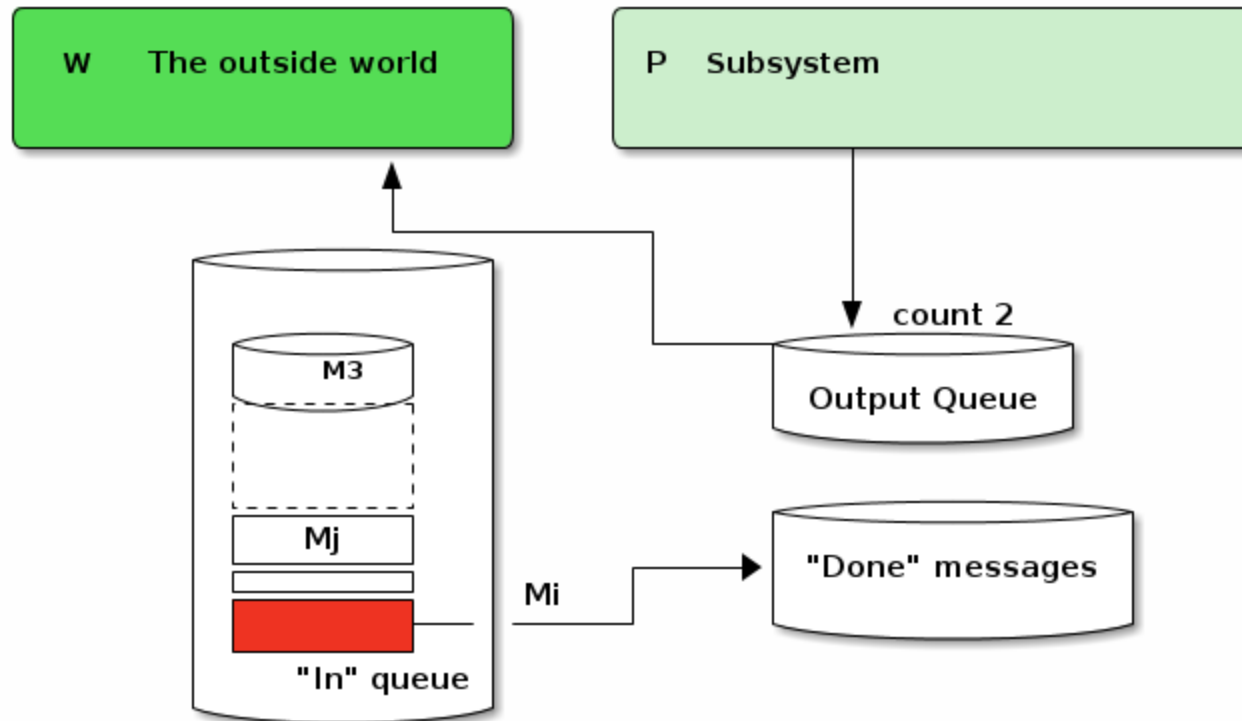 W The outside world
P Subsystem
count 2
M3
Output Queue
Mj
"Done" messages
Mi
"In" queue